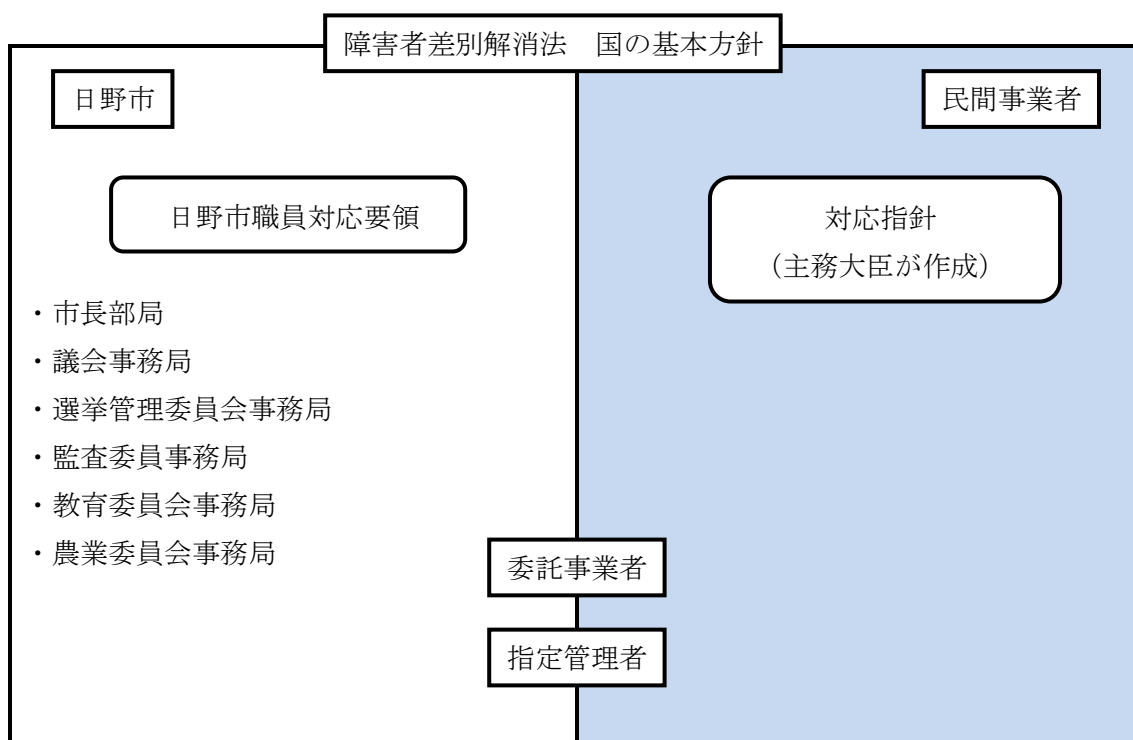 障害者差別解消法　国の基本方針
日野市
民間事業者
日野市職員対応要領
対応指針
（主務大臣が作成）
・市長部局
・議会事務局
・選挙管理委員会事務局
・監査委員事務局
・教育委員会事務局
・農業委員会事務局
委託事業者
指定管理者